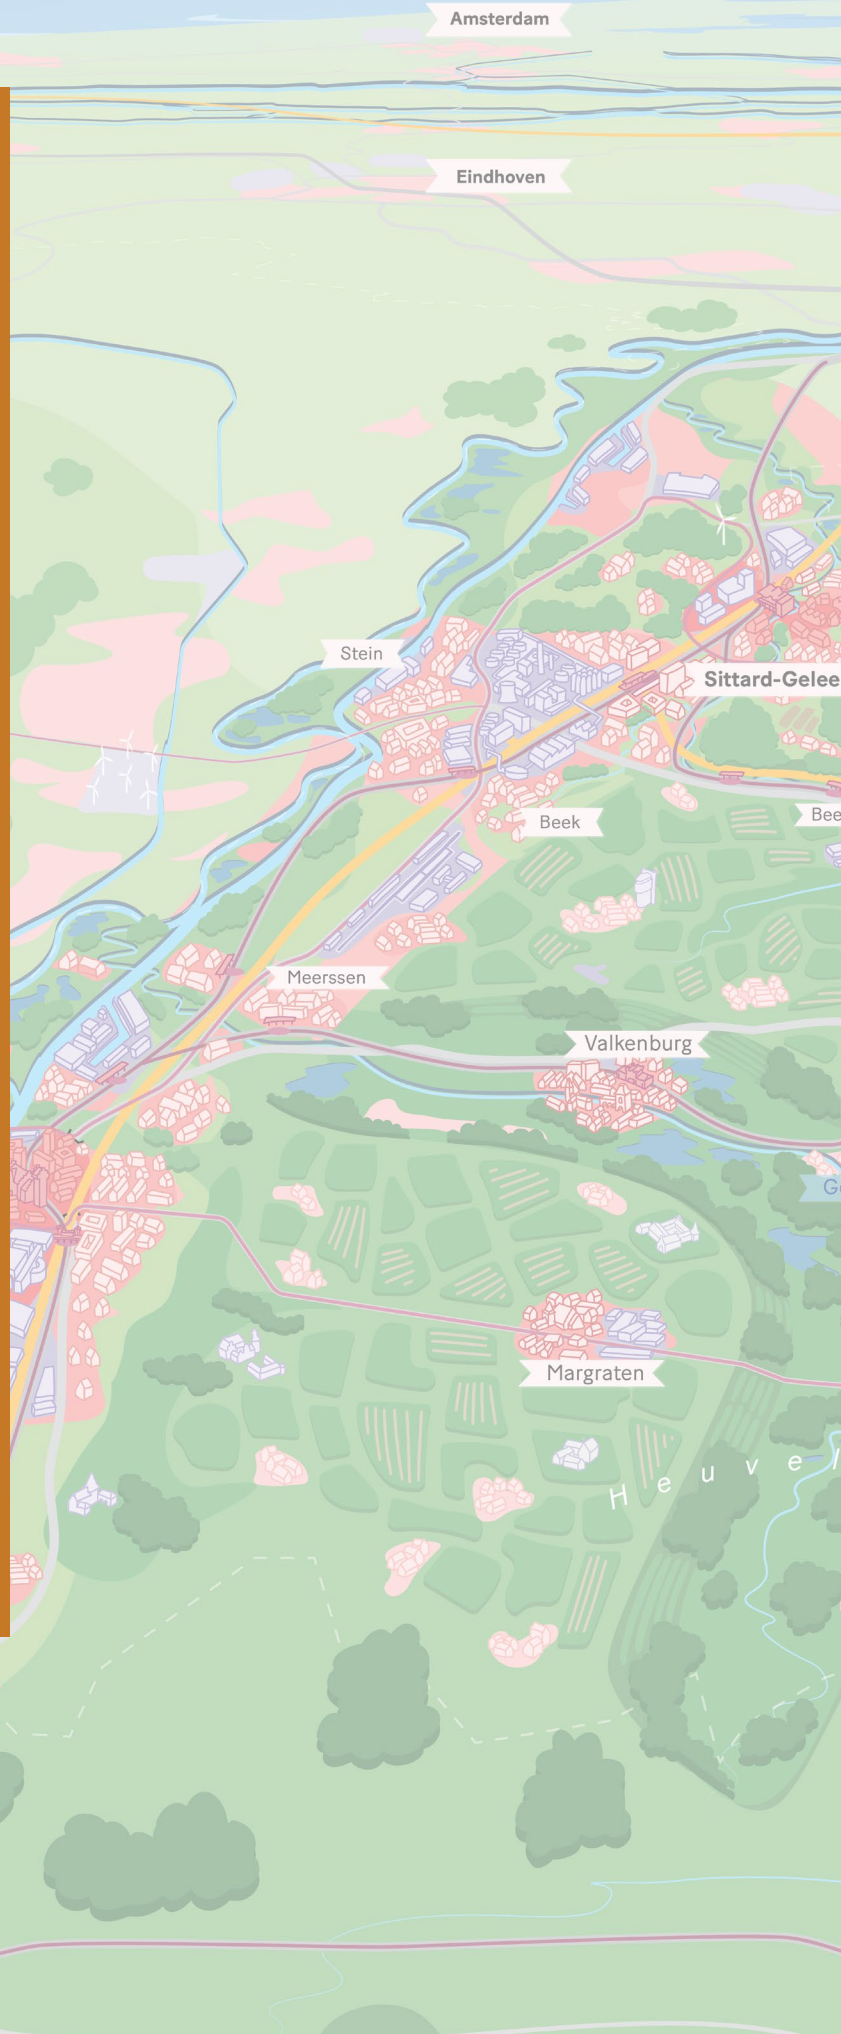 Amsterdam
Eindhoven
Stein
Sittard-Gelee
Beek
Bee
Meerssen
Valkenburg
G
Margraten
H e u v e l